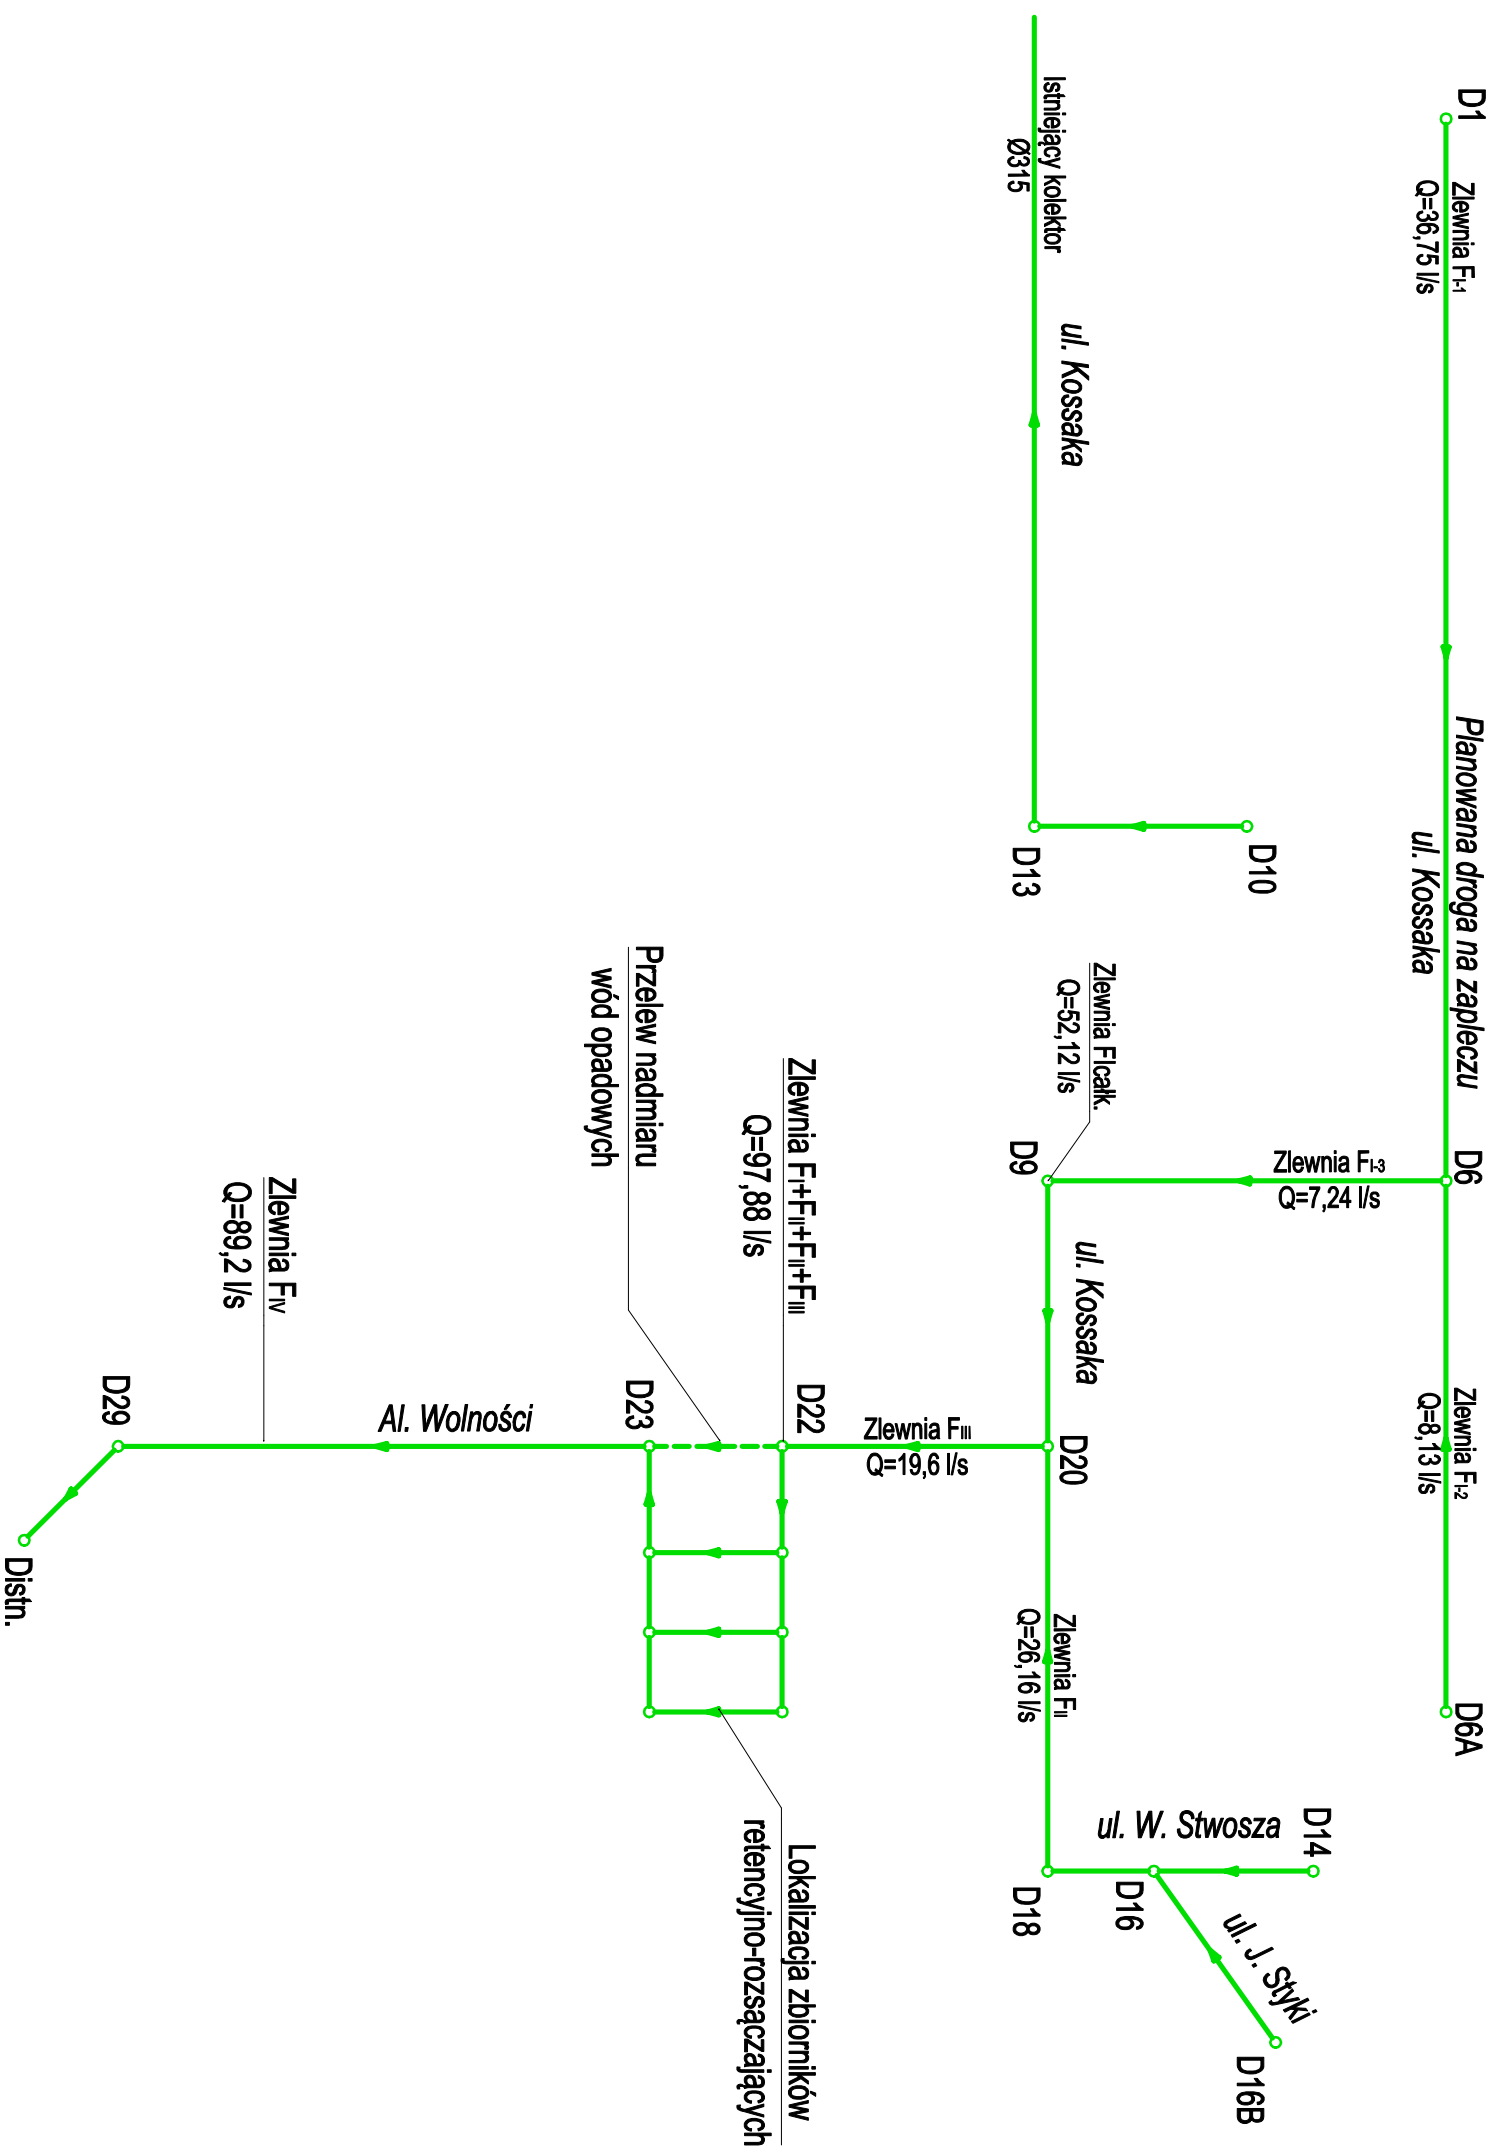 D1
Zlewnia FI-1
Q=36,75 l/s
Planowana droga na zapleczu
ul. Kossaka
D6
Zlewnia FI-2
Q=8,13 l/s
D6A
Zlewnia FI-3
Q=7,24 l/s
Istniejący kolektor
Ø315
ul. Kossaka
D10
D13
Zlewnia FIcałk.
Q=52,12 l/s
D9
ul. Kossaka
D20
Zlewnia FII
Q=26,16 l/s
D18
D16
ul. W. Stwosza
D14
ul. J. Styki
D16B
Zlewnia FIII
Q=19,6 l/s
Zlewnia FI+FII+FII+FIII
Q=97,88 l/s
D22
Przelew nadmiaru
wód opadowych
D23
Lokalizacja zbiorników
retencyjno-rozsączających
Al. Wolności
Zlewnia FIV
Q=89,2 l/s
D29
Distn.